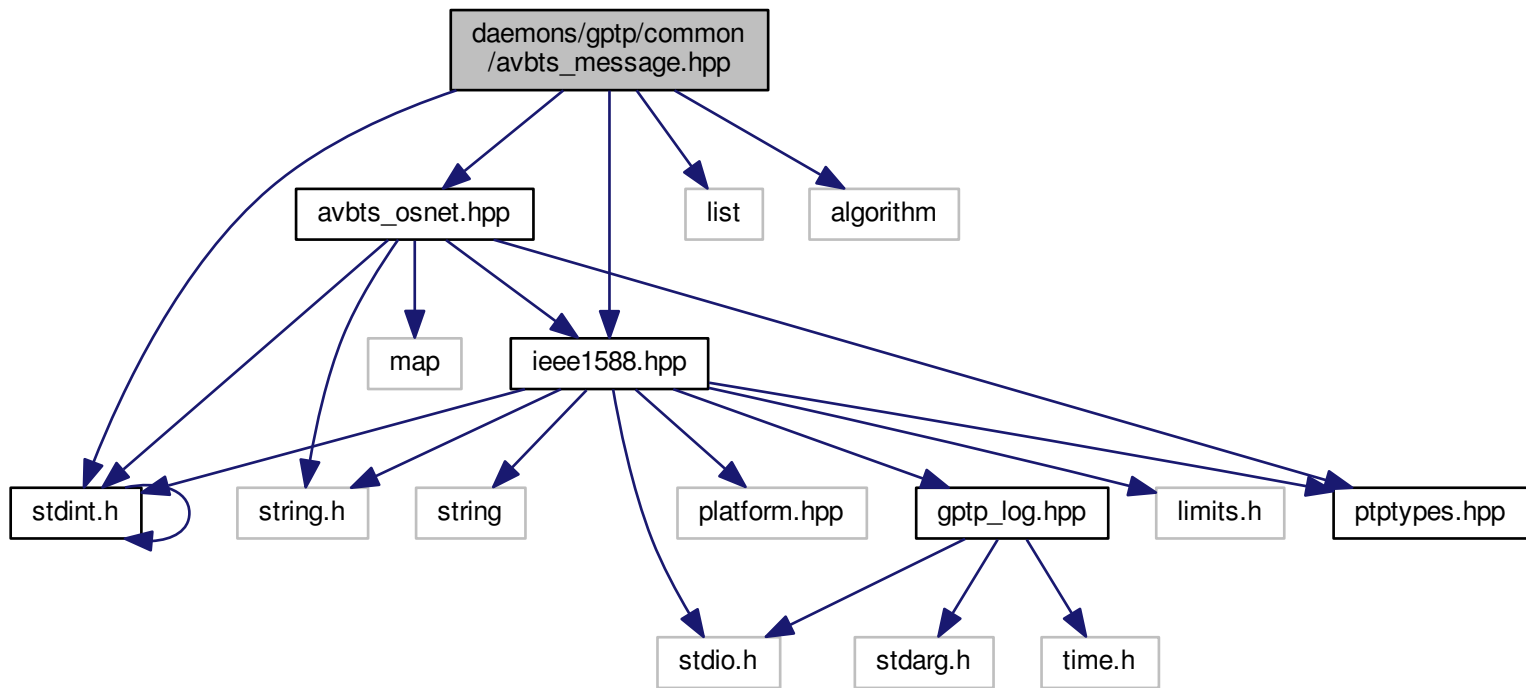 daemons/gptp/common
/avbts_message.hpp
avbts_osnet.hpp
list
algorithm
map
ieee1588.hpp
stdint.h
string.h
string
platform.hpp
gptp_log.hpp
limits.h
ptptypes.hpp
stdio.h
stdarg.h
time.h